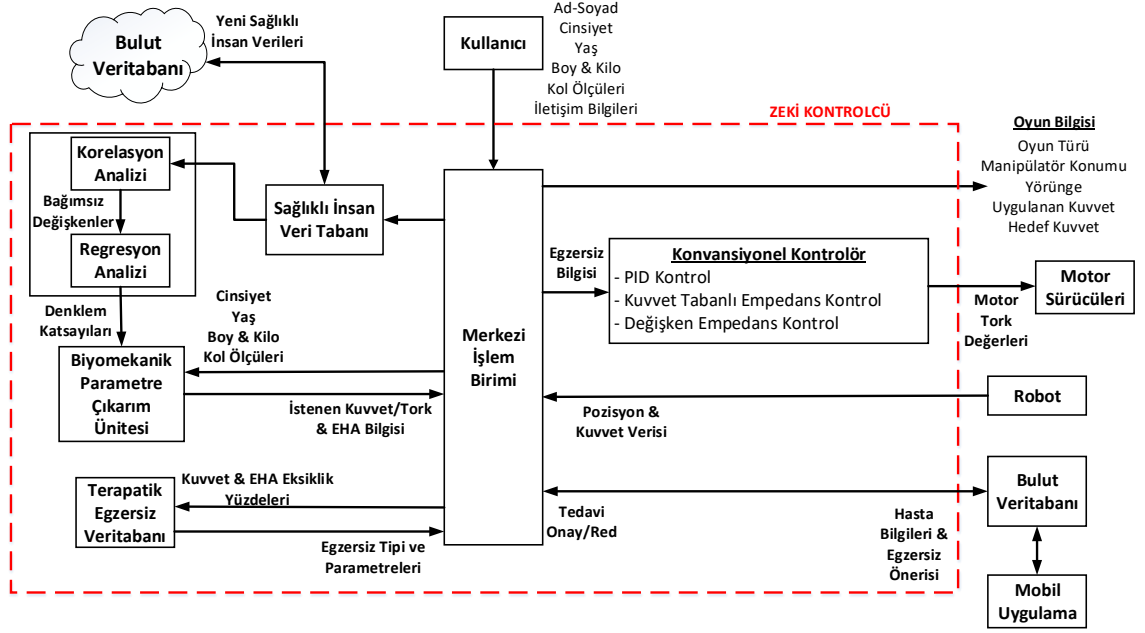 Bulut
Veritabanı
Yeni Sağlıklı
İnsan Verileri
Kullanıcı
Ad-Soyad
Cinsiyet
Yaş
Boy & Kilo
Kol Ölçüleri
İletişim Bilgileri
ZEKİ KONTROLCÜ
Oyun Bilgisi
Oyun Türü
Manipülatör Konumu
Yörünge
Uygulanan Kuvvet
Hedef Kuvvet
Korelasyon
Analizi
Bağımsız
Değişkenler
Regresyon
Analizi
Sağlıklı İnsan
Veri Tabanı
Merkezi
İşlem
Birimi
Egzersiz
Bilgisi
Konvansiyonel Kontrolör
- PID Kontrol
- Kuvvet Tabanlı Empedans Kontrol
- Değişken Empedans Kontrol
Motor
Tork
Değerleri
Motor
Sürücüleri
Denklem
Katsayıları
Cinsiyet
Yaş
Boy & Kilo
Kol Ölçüleri
Biyomekanik
Parametre
Çıkarım
Ünitesi
İstenen Kuvvet/Tork
& EHA Bilgisi
Pozisyon &
Kuvvet Verisi
Robot
Kuvvet & EHA Eksiklik
Yüzdeleri
Terapatik
Egzersiz
Veritabanı
Egzersiz Tipi ve
Parametreleri
Tedavi
Onay/Red
Hasta
Bilgileri &
Egzersiz
Önerisi
Bulut
Veritabanı
Mobil
Uygulama